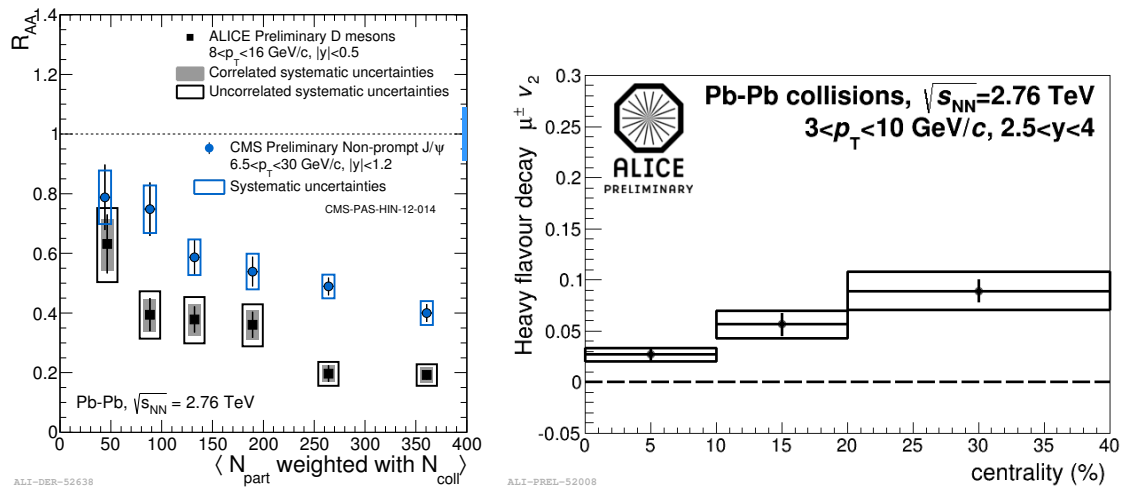 R_AA
1.4
1.2
1
0.8
0.6
0.4
0.2
0
ALICE Preliminary D mesons
8<p_T<16 GeV/c, |y|<0.5
Correlated systematic uncertainties
Uncorrelated systematic uncertainties
CMS Preliminary Non-prompt J/ψ
6.5<p_T<30 GeV/c, |y|<1.2
Systematic uncertainties
CMS-PAS-HIN-12-014
Pb-Pb, √s_NN = 2.76 TeV
0 50 100 150 200 250 300 350 400
⟨ N_part weighted with N_coll ⟩
ALI-DER-52638
Heavy flavour decay μ± v_2
0.3
0.25
0.2
0.15
0.1
0.05
0
-0.05
ALICE
PRELIMINARY
Pb-Pb collisions, √s_NN=2.76 TeV
3<p_T<10 GeV/c, 2.5<y<4
0 5 10 15 20 25 30 35 40
centrality (%)
ALI-PREL-52008